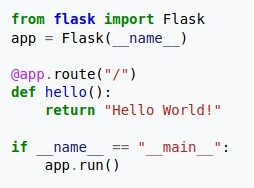 from flask import Flask
app = Flask(__name__)

@app.route("/")
def hello():
    return "Hello World!"

if __name__ == "__main__":
    app.run()